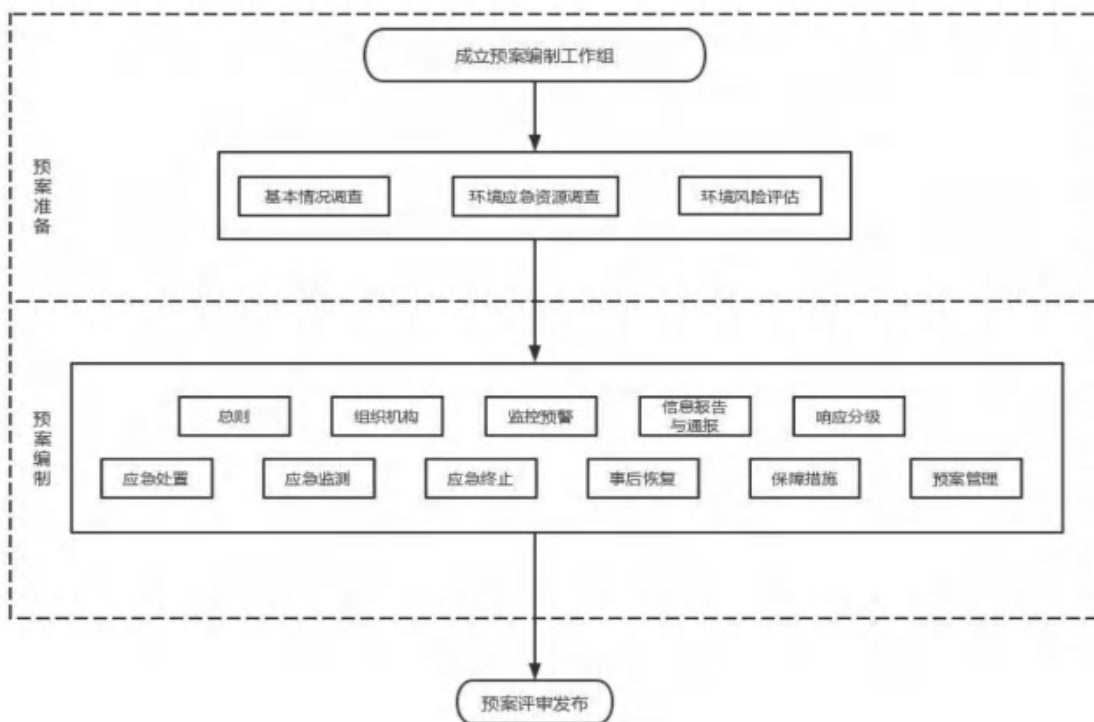 成立预案编制工作组
预案准备
基本情况调查
环境应急资源调查
环境风险评估
预案编制
总则
组织机构
监控预警
信息报告
与通报
响应分级
应急处置
应急监测
应急终止
事后恢复
保障措施
预案管理
预案评审发布